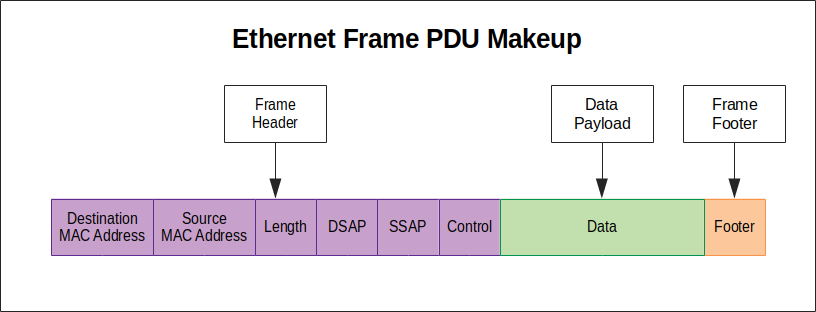 Ethernet Frame PDU Makeup
Frame
Header
Data
Payload
Frame
Footer
Destination
MAC Address
Source
MAC Address
Length
DSAP
SSAP
Control
Data
Footer